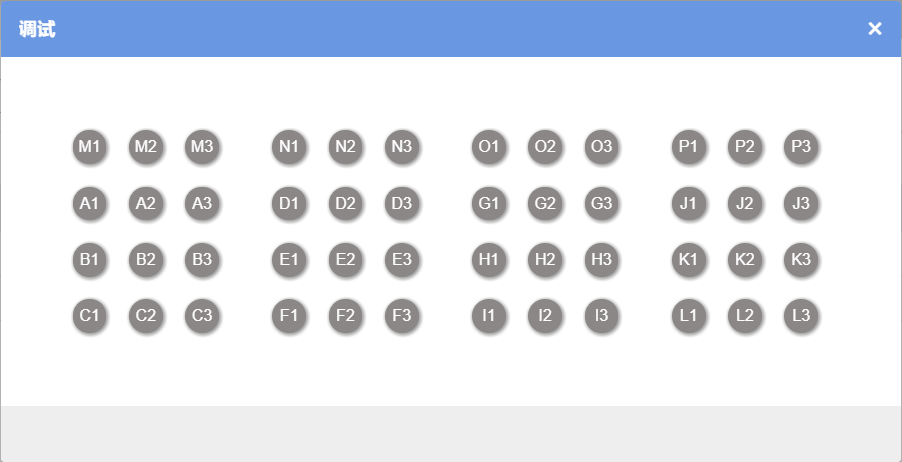 调试
M1 M2 M3 N1 N2 N3 O1 O2 O3 P1 P2 P3
A1 A2 A3 D1 D2 D3 G1 G2 G3 J1 J2 J3
B1 B2 B3 E1 E2 E3 H1 H2 H3 K1 K2 K3
C1 C2 C3 F1 F2 F3 I1 I2 I3 L1 L2 L3